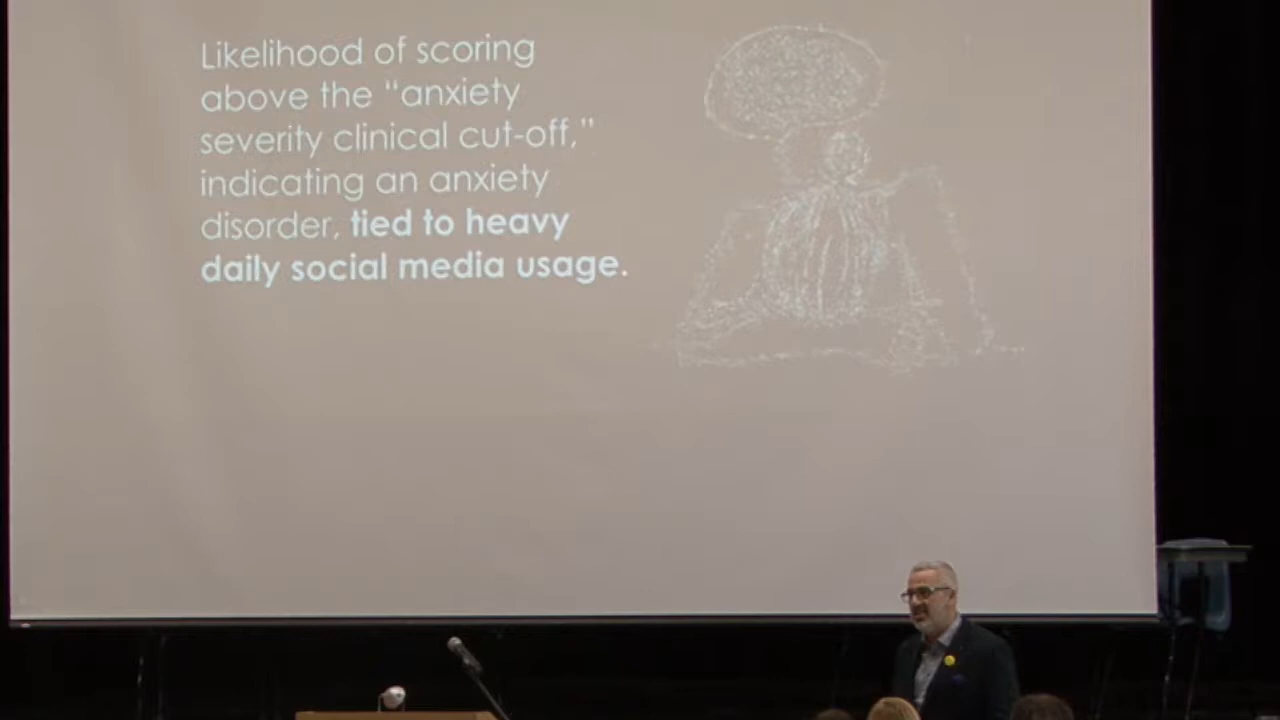 Likelihood of scoring
above the “anxiety
severity clinical cut-off,”
indicating an anxiety
disorder, tied to heavy
daily social media usage.